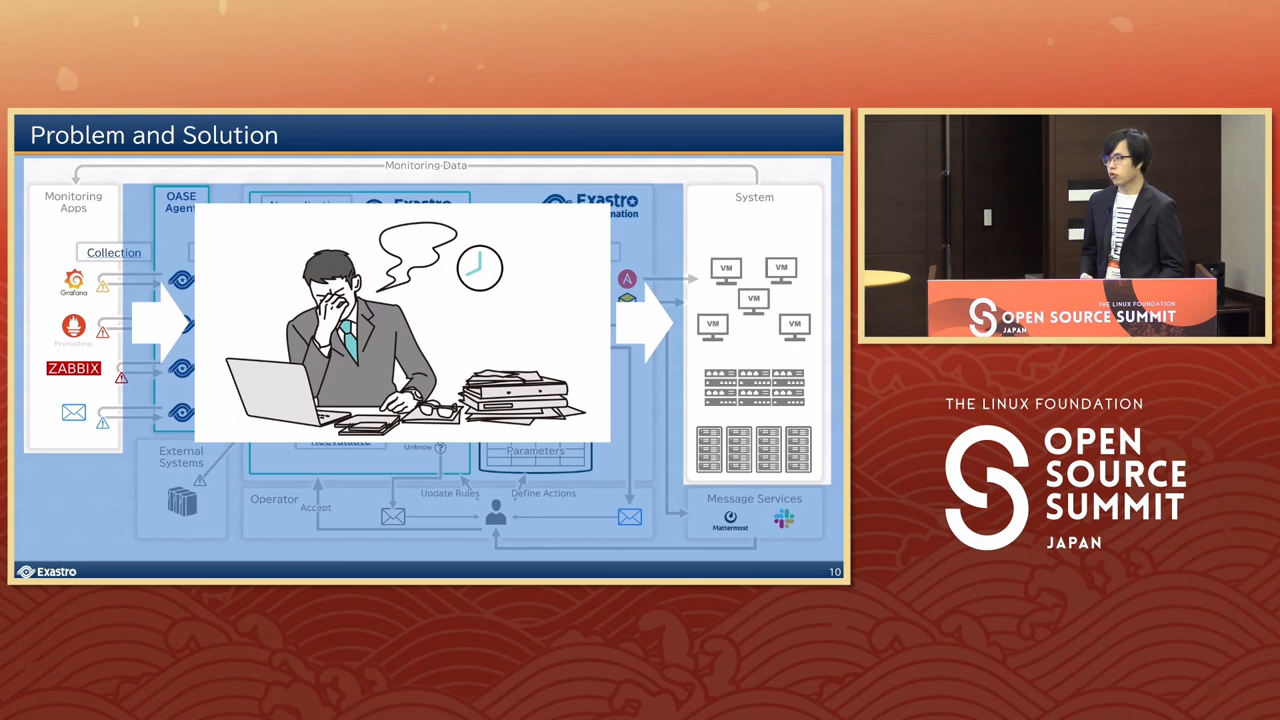 Problem and Solution
Monitoring Data
Monitoring
Apps
Collection
Grafana
Prometheus
ZABBIX
OASE
Agent
Exastro
System
VM
VM
VM
VM
VM
Unknow ?
Parameters
External
Systems
Operator
Accept
Update Rules
Define Actions
Message Services
Mattermost
Exastro
10
THE LINUX FOUNDATION
OPEN SOURCE SUMMIT
JAPAN
THE LINUX FOUNDATION
OPEN
SOURCE
SUMMIT
JAPAN